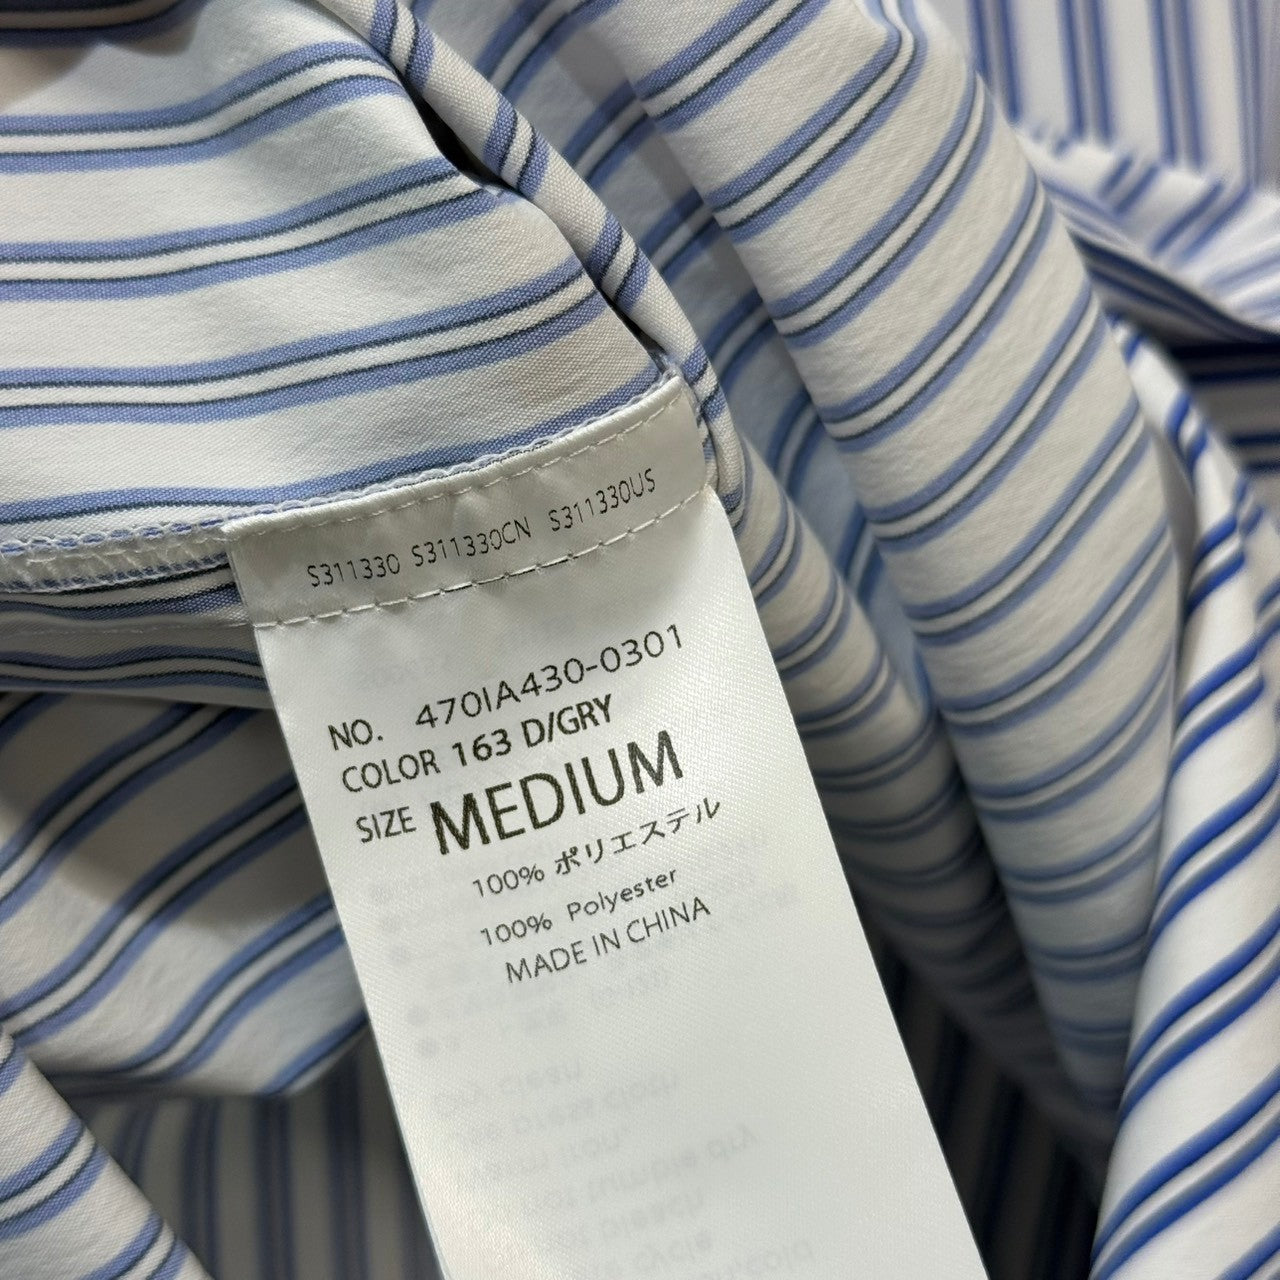 S311330 S311330CN S311330US
NO. 470IA430-0301
COLOR 163 D/GRY
SIZE MEDIUM
100% ポリエステル
100% Polyester
MADE IN CHINA